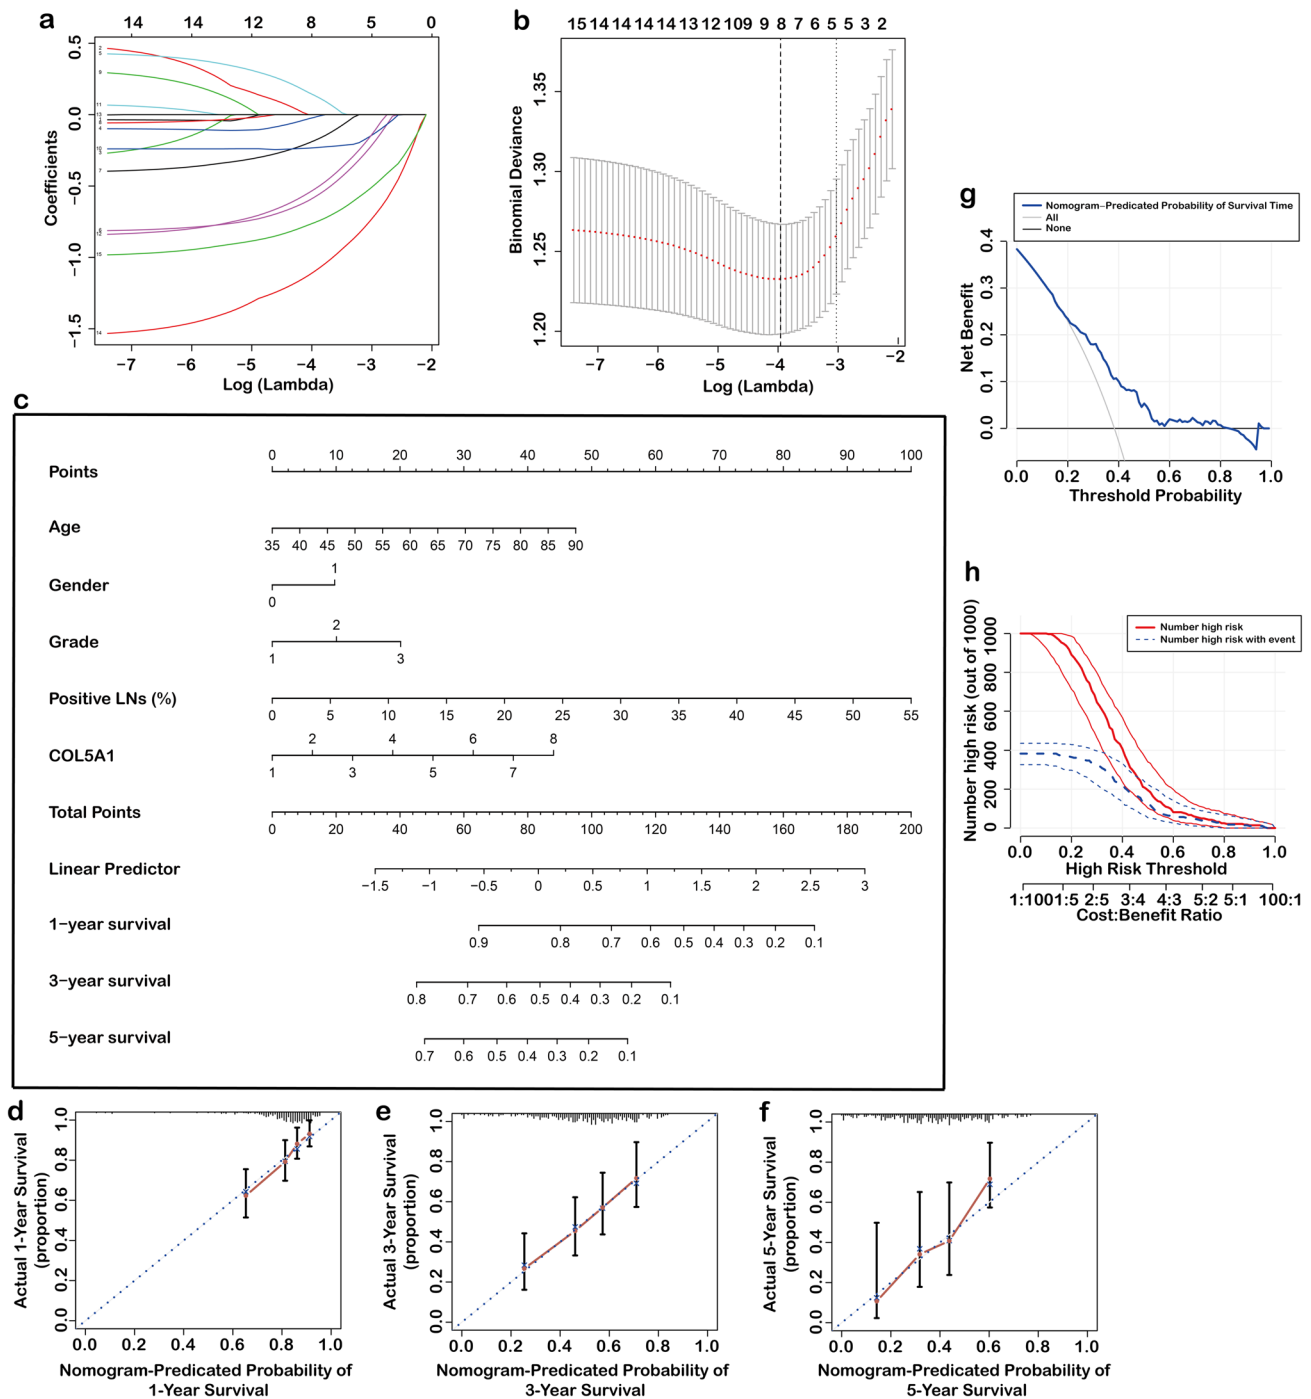 a
14 14 12 10 8 6 5 3 0
0.5
0.0
−0.5
−1.0
−1.5
Coefficients
2
5
9
11
13
4
10
3
7
12
15
14
−7 −6 −5 −4 −3 −2
Log (Lambda)
b
15 14 14 14 14 13 12 109 9 8 7 6 5 5 3 2
1.35
1.30
1.25
1.20
Binomial Deviance
−7 −6 −5 −4 −3 −2
Log (Lambda)
g
Nomogram−Predicated Probability of Survival Time
All
None
0.4
0.3
0.2
0.1
0.0
Net Benefit
0.0 0.2 0.4 0.6 0.8 1.0
Threshold Probability
c
Points
0 10 20 30 40 50 60 70 80 90 100
Age
35 40 45 50 55 60 65 70 75 80 85 90
Gender
1
0
Grade
2
1 3
Positive LNs (%)
0 5 10 15 20 25 30 35 40 45 50 55
COL5A1
2 4 6 8
1 3 5 7
Total Points
0 20 40 60 80 100 120 140 160 180 200
Linear Predictor
−1.5 −1 −0.5 0 0.5 1 1.5 2 2.5 3
1−year survival
0.9 0.8 0.7 0.6 0.5 0.4 0.3 0.2 0.1
3−year survival
0.8 0.7 0.6 0.5 0.4 0.3 0.2 0.1
5−year survival
0.7 0.6 0.5 0.4 0.3 0.2 0.1
h
Number high risk
Number high risk with event
1000
800
600
400
200
0
Number high risk (out of 1000)
0.0 0.2 0.4 0.6 0.8 1.0
High Risk Threshold
1:100 1:5 2:5 3:4 4:3 5:2 5:1 100:1
Cost:Benefit Ratio
d
1.0
0.8
0.6
0.4
0.2
0.0
Actual 1-Year Survival
(proportion)
0.0 0.2 0.4 0.6 0.8 1.0
Nomogram-Predicated Probability of
1-Year Survival
e
1.0
0.8
0.6
0.4
0.2
0.0
Actual 3-Year Survival
(proportion)
0.0 0.2 0.4 0.6 0.8 1.0
Nomogram-Predicated Probability of
3-Year Survival
f
1.0
0.8
0.6
0.4
0.2
0.0
Actual 5-Year Survival
(proportion)
0.0 0.2 0.4 0.6 0.8 1.0
Nomogram-Predicated Probability of
5-Year Survival